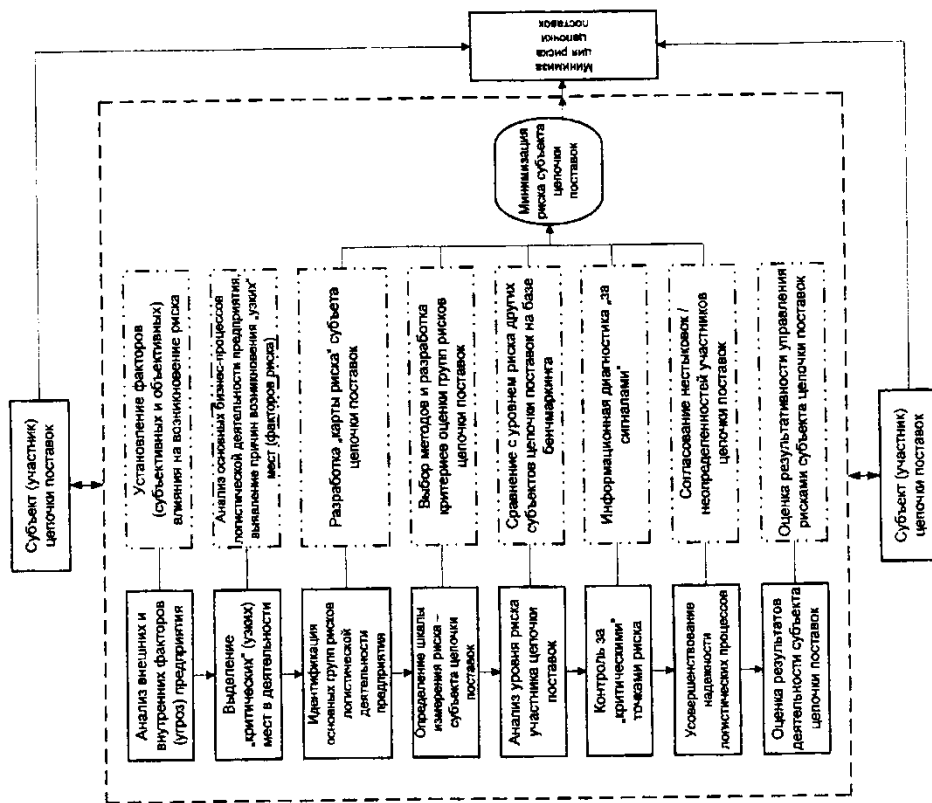 Субъект (участник)
цепочки поставок
Анализ внешних и
внутренних факторов
(угроз) предприятия
Выделение
„критических“ (узких)
мест в деятельности
Идентификация
основных групп рисков
логистической
деятельности
предприятия
Определение шкалы
измерения риска –
субъекта цепочки
поставок
Анализ уровня риска
участника цепочки
поставок
Контроль за
„критическими“
точками риска
Усовершенствование
надежности
логистических процессов
Оценка результатов
деятельности субъекта
цепочки поставок
Установление факторов
(субъективных и объективных)
влияния на возникновение риска
Анализ основных бизнес-процессов
логистической деятельности предприятия,
выявление причин возникновения „узких“
мест (факторов риска)
Разработка „карты риска“ субъета
цепочки поставок
Выбор методов и разработка
критериев оценки групп рисков
цепочки поставок
Сравнение с уровнем риска других
субъектов цепочки поставок на базе
бенчмаркинга
Информационная диагностика „за
сигналами“
Согласование нестыковок /
неопределенностей участников
цепочки поставок
Оценка результативности управления
рисками субъекта цепочки поставок
Минимизация
риска субъекта
цепочки
поставок
Минимиза
ция риска
цепочки
поставок
Субъект (участник)
цепочки поставок